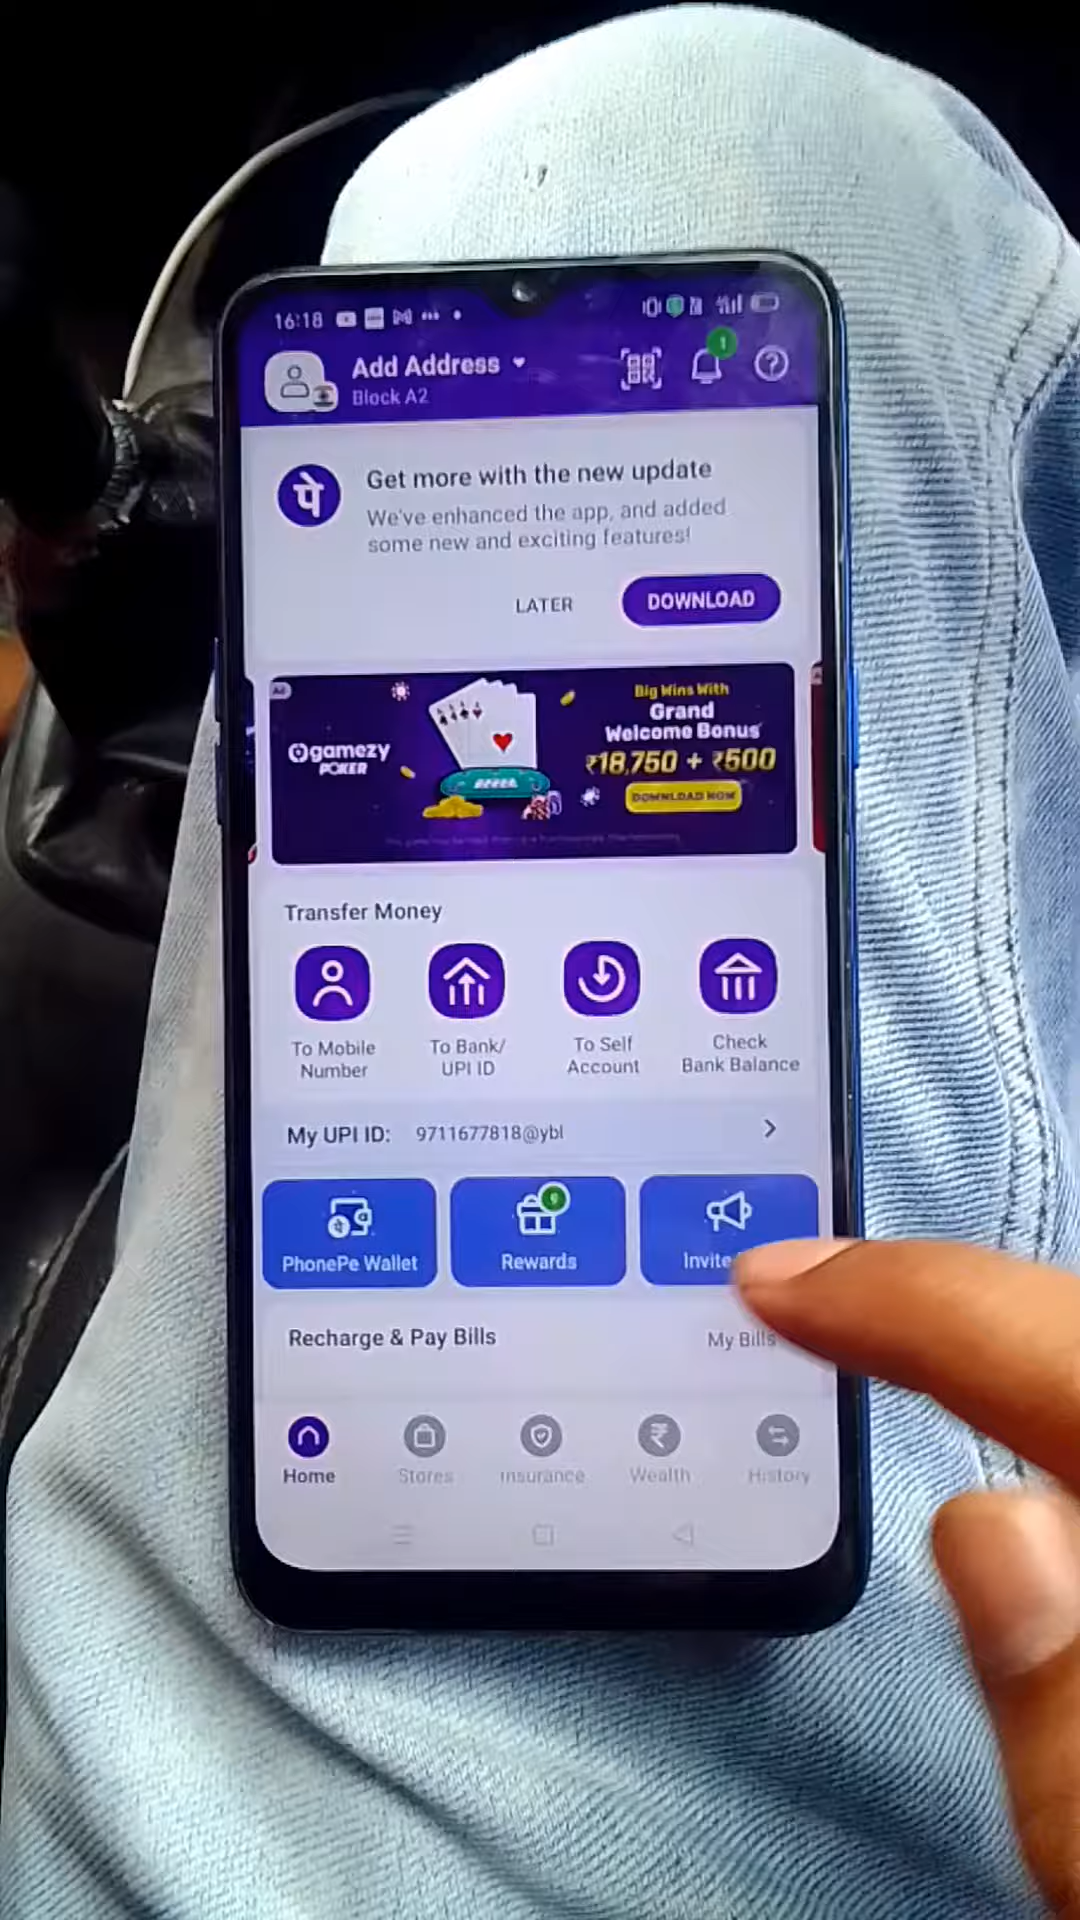 16:18
Add Address
Block A2
1
पे
Get more with the new update
We've enhanced the app, and added
some new and exciting features!
LATER
DOWNLOAD
Ad
gamezy
POKER
Big Wins With
Grand
Welcome Bonus
₹18,750 + ₹500
DOWNLOAD NOW
Transfer Money
To Mobile
Number
To Bank/
UPI ID
To Self
Account
Check
Bank Balance
My UPI ID: 9711677818@ybl
9
PhonePe Wallet
Rewards
Invite
Recharge & Pay Bills
My Bills
Home
Stores
Insurance
Wealth
History